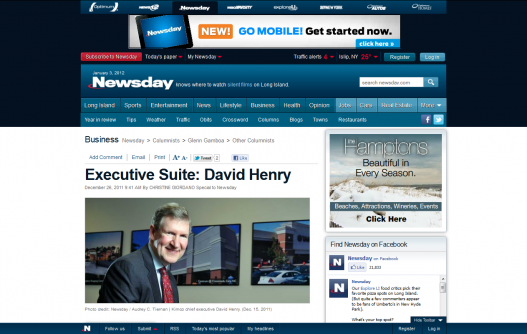 Optimum
Newsday
NEW! GO MOBILE! Get started now.
click here »
Subscribe to Newsday
Today's paper
My Newsday
Traffic alerts 4
Islip, NY 29°
Register
Log in
January 3, 2012
Newsday knows where to watch silent films on Long Island.
search newsday.com
Long Island Sports Entertainment News Lifestyle Business Health Opinion Jobs Cars Real estate More
Year in review Tips Weather Traffic Obits Crossword Columns Blogs Towns Restaurants
Business Newsday > Columnists > Glenn Gamboa > Other Columnists
Add Comment | Email | Print | A+ A- Tweet 2 Like
Executive Suite: David Henry
December 26, 2011 9:41 AM By CHRISTINE GIORDANO Special to Newsday
Photo credit: Newsday / Audrey C. Tiernan | Kimco chief executive David Henry (Dec. 15, 2011)
the Hamptons
Beautiful in
Every Season.
Beaches, Attractions, Wineries, Events
Click Here
Find Newsday on Facebook
Newsday on Facebook
Like
Newsday
Our Explore LI food critics pick their
favorite pizza spots on Long Island.
(But quite a few commenters appear
to be fans of Umberto's in New Hyde
Park).
What's your top spot?
Hide Toolbar
N Follow us Submit RSS Today's most popular My headlines Register Log in